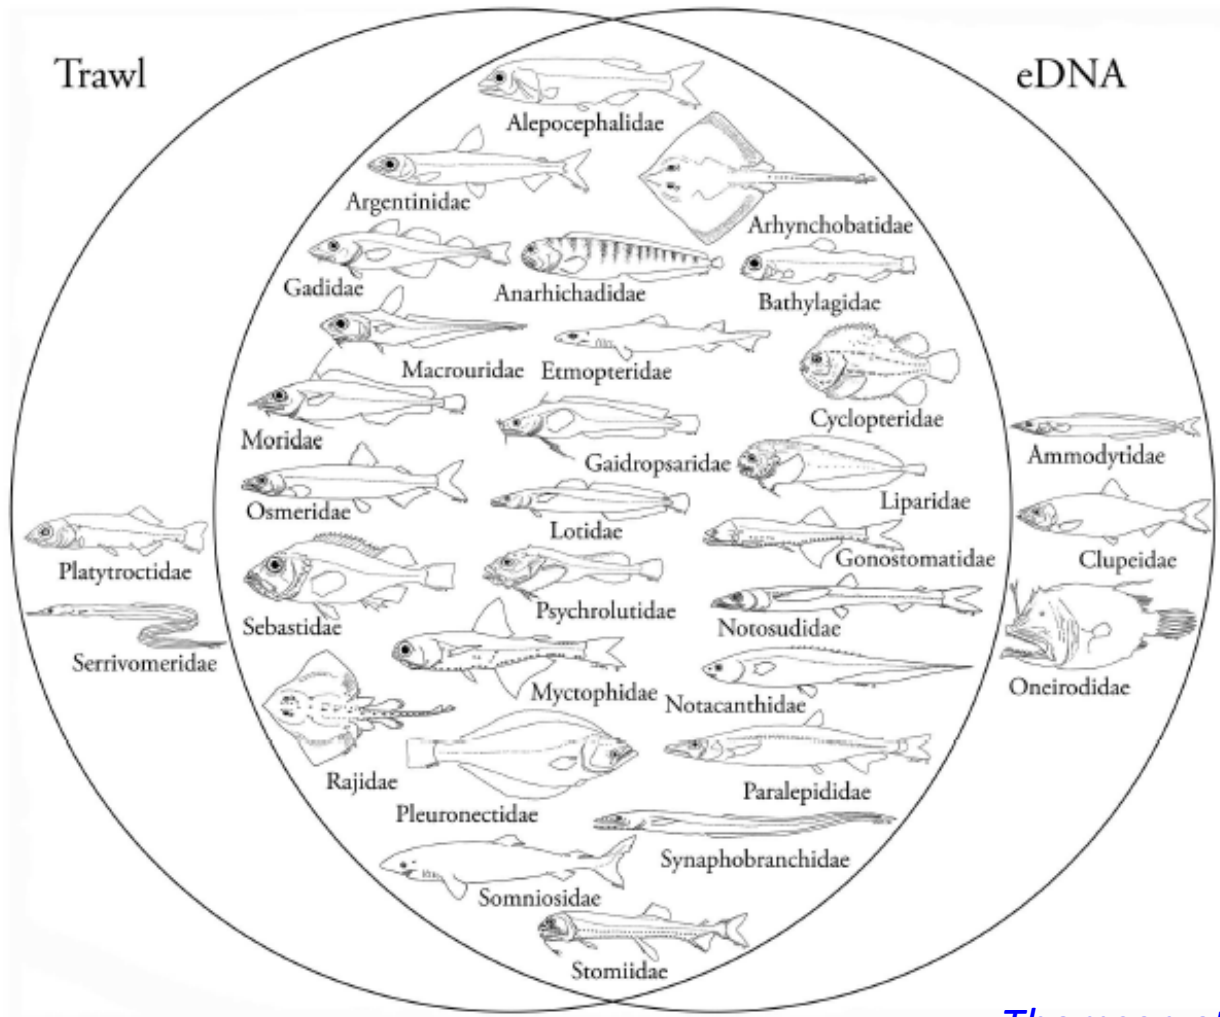 Trawl
eDNA
Alepocephalidae
Argentinidae
Arhynchobatidae
Gadidae
Anarhichadidae
Bathylagidae
Macrouridae
Etmopteridae
Cyclopteridae
Moridae
Gaidropsaridae
Ammodytidae
Liparidae
Osmeridae
Lotidae
Gonostomatidae
Clupeidae
Platytroctidae
Psychrolutidae
Sebastidae
Notosudidae
Serrivomeridae
Myctophidae
Notacanthidae
Oneirodidae
Rajidae
Paralepididae
Pleuronectidae
Synaphobranchidae
Somniosidae
Stomiidae